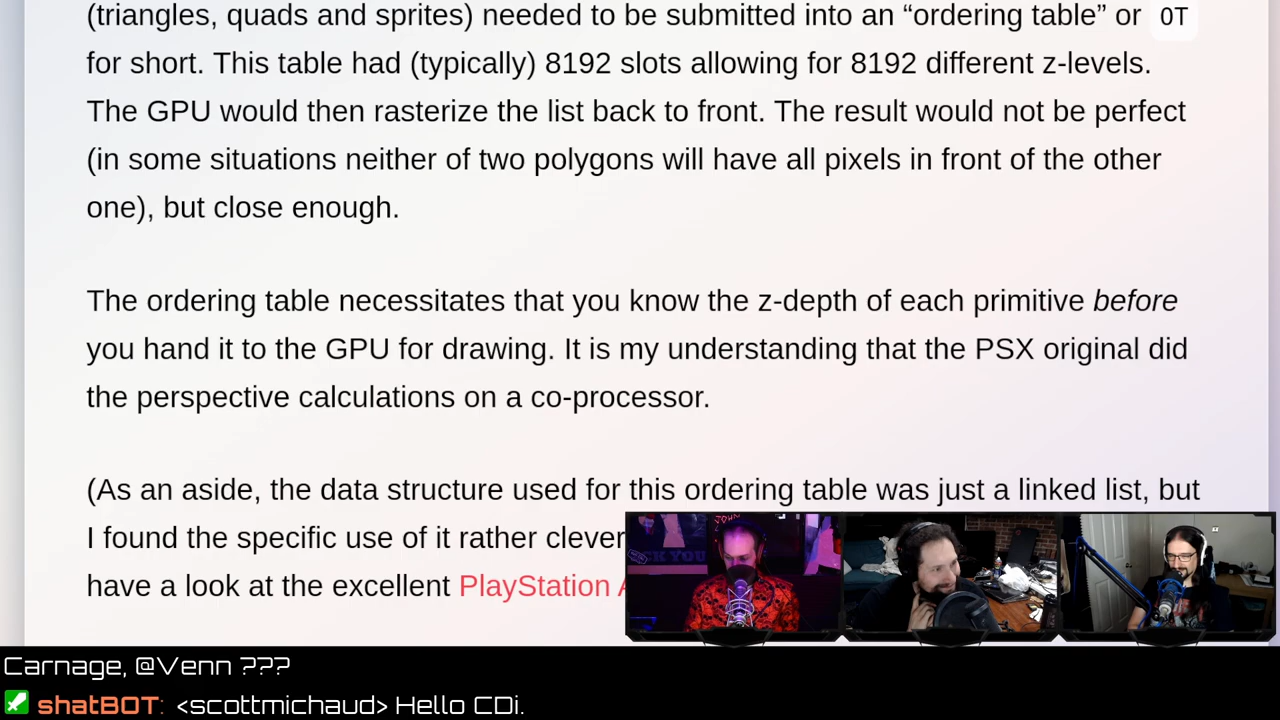 (triangles, quads and sprites) needed to be submitted into an “ordering table” or OT
for short. This table had (typically) 8192 slots allowing for 8192 different z-levels.
The GPU would then rasterize the list back to front. The result would not be perfect
(in some situations neither of two polygons will have all pixels in front of the other
one), but close enough.
The ordering table necessitates that you know the z-depth of each primitive before
you hand it to the GPU for drawing. It is my understanding that the PSX original did
the perspective calculations on a co-processor.
(As an aside, the data structure used for this ordering table was just a linked list, but
I found the specific use of it rather clever
have a look at the excellent PlayStation
Carnage, @Venn ???
shatBOT: <scottmichaud> Hello CDi.